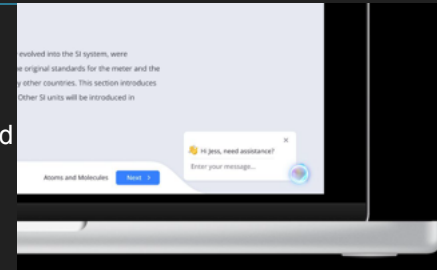 evolved into the SI system, were
e original standards for the meter and the
y other countries. This section introduces
Other SI units will be introduced in
d
Hi Jess, need assistance?
Enter your message...
Atoms and Molecules
Next